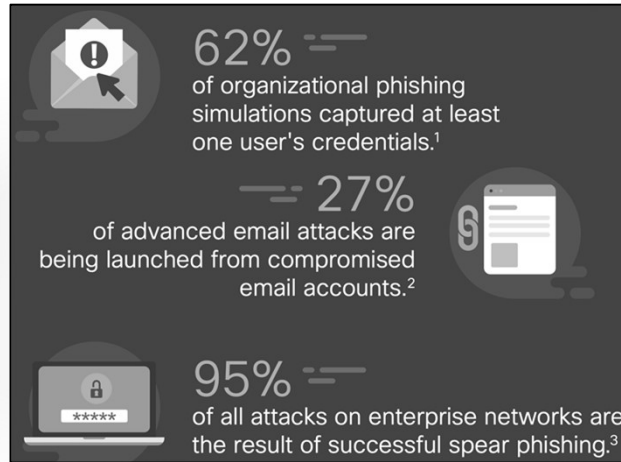 62%
of organizational phishing
simulations captured at least
one user's credentials.¹
27%
of advanced email attacks are
being launched from compromised
email accounts.²
*****
95%
of all attacks on enterprise networks are
the result of successful spear phishing.³